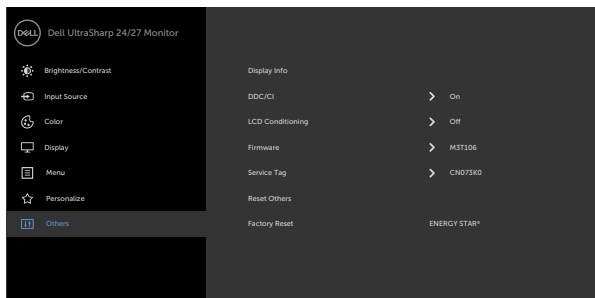 DELL Dell UltraSharp 24/27 Monitor
Brightness/Contrast Display Info
Input Source DDC/CI On
Color LCD Conditioning Off
Display Firmware M3T106
Menu Service Tag CN073K0
Personalize Reset Others
Others Factory Reset ENERGY STAR®